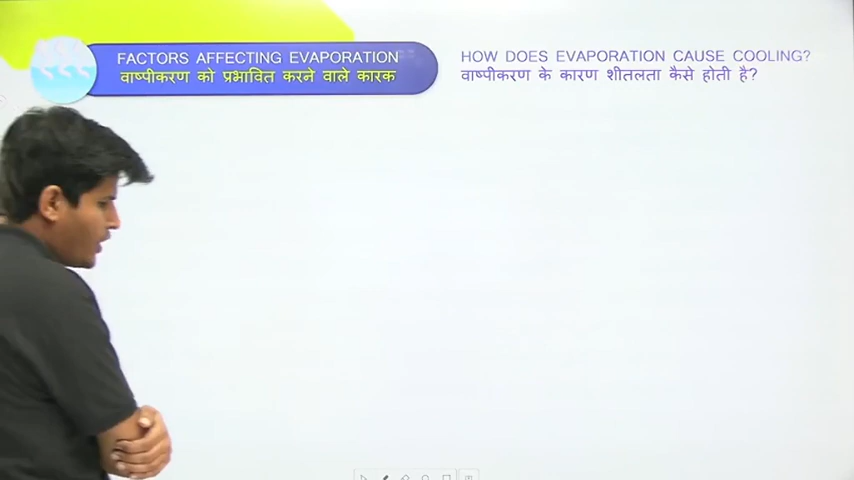 FACTORS AFFECTING EVAPORATION
वाष्पीकरण को प्रभावित करने वाले कारक
HOW DOES EVAPORATION CAUSE COOLING?
वाष्पीकरण के कारण शीतलता कैसे होती है?